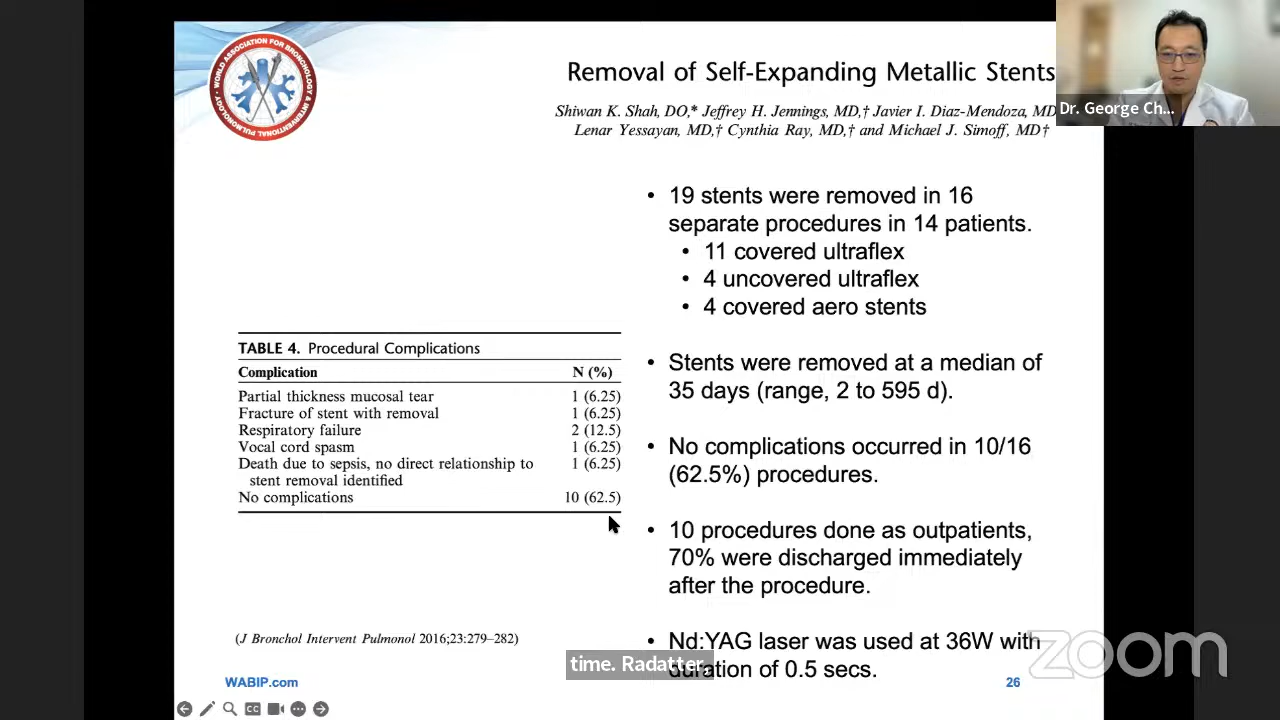 WORLD ASSOCIATION FOR BRONCHOLOGY & INTERVENTIONAL PULMONOLOGY
Removal of Self-Expanding Metallic Stents
Shiwan K. Shah, DO,* Jeffrey H. Jennings, MD,† Javier I. Diaz-Mendoza, MD
Lenar Yessayan, MD,† Cynthia Ray, MD,† and Michael J. Simoff, MD†
Dr. George Ch...
• 19 stents were removed in 16
separate procedures in 14 patients.
• 11 covered ultraflex
• 4 uncovered ultraflex
• 4 covered aero stents
• Stents were removed at a median of
35 days (range, 2 to 595 d).
• No complications occurred in 10/16
(62.5%) procedures.
• 10 procedures done as outpatients,
70% were discharged immediately
after the procedure.
• Nd:YAG laser was used at 36W with
duration of 0.5 secs.
TABLE 4. Procedural Complications
Complication N (%)
Partial thickness mucosal tear 1 (6.25)
Fracture of stent with removal 1 (6.25)
Respiratory failure 2 (12.5)
Vocal cord spasm 1 (6.25)
Death due to sepsis, no direct relationship to 1 (6.25)
stent removal identified
No complications 10 (62.5)
(J Bronchol Intervent Pulmonol 2016;23:279–282)
time. Radatter,
WABIP.com
26
zoom
CC